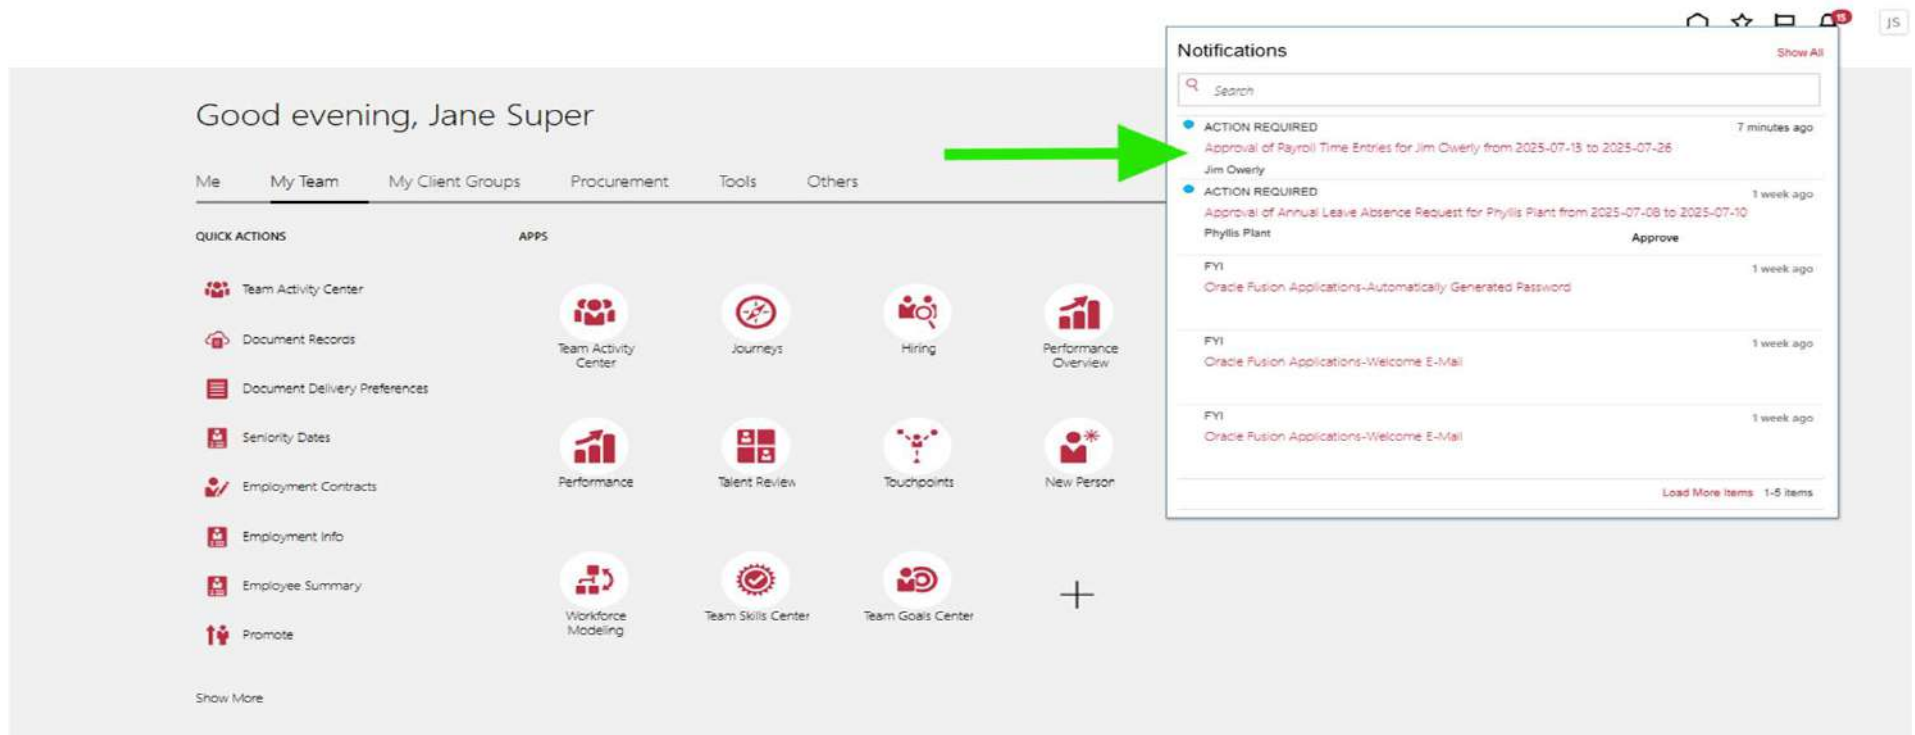 15
JS
Notifications
Show All
Search
Good evening, Jane Super
ACTION REQUIRED
7 minutes ago
Approval of Payroll Time Entries for Jim Owerly from 2025-07-13 to 2025-07-26
Jim Owerly
Me My Team My Client Groups Procurement Tools Others
ACTION REQUIRED
1 week ago
Approval of Annual Leave Absence Request for Phyllis Plant from 2025-07-08 to 2025-07-10
Phyllis Plant
Approve
FYI
1 week ago
Oracle Fusion Applications-Automatically Generated Password
FYI
1 week ago
Oracle Fusion Applications-Welcome E-Mail
FYI
1 week ago
Oracle Fusion Applications-Welcome E-Mail
Load More Items 1-5 items
QUICK ACTIONS
Team Activity Center
Document Records
Document Delivery Preferences
Seniority Dates
Employment Contracts
Employment Info
Employee Summary
Promote
Show More
APPS
Team Activity
Center
Journeys
Hiring
Performance
Overview
Performance
Talent Review
Touchpoints
New Person
Workforce
Modeling
Team Skills Center
Team Goals Center